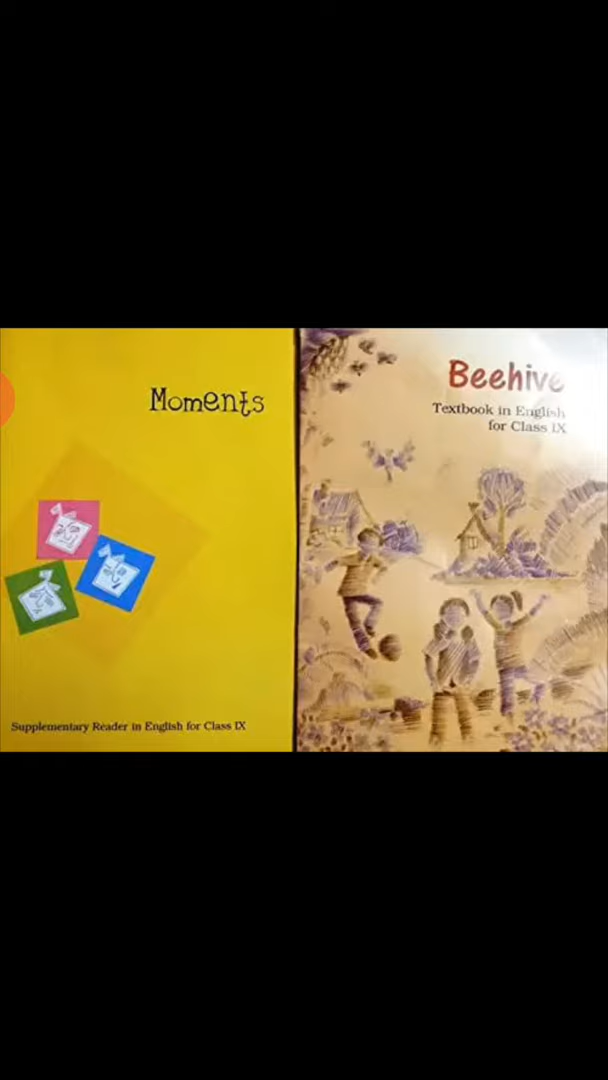 Moments
Supplementary Reader in English for Class IX
Beehive
Textbook in English
for Class IX